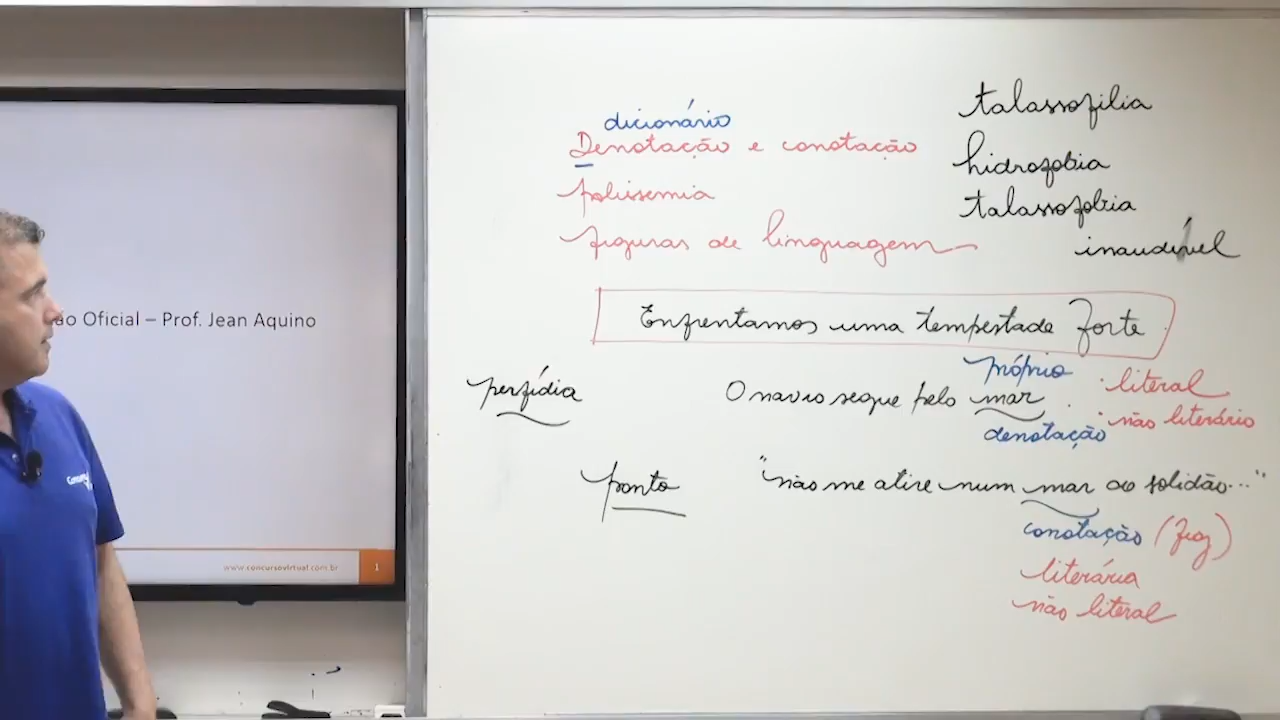 ão Oficial – Prof. Jean Aquino
www.concursovirtual.com.br
1
dicionário
Denotação e conotação
polissemia
figuras de linguagem
talassofilia
hidrofobia
talassofobia
inaudível
Enfrentamos uma tempestade forte
perfídia
próprio
O navio segue pelo mar.
denotação
literal
não literário
ponto
"não me atire num mar de solidão..."
conotação (fig)
literária
não literal